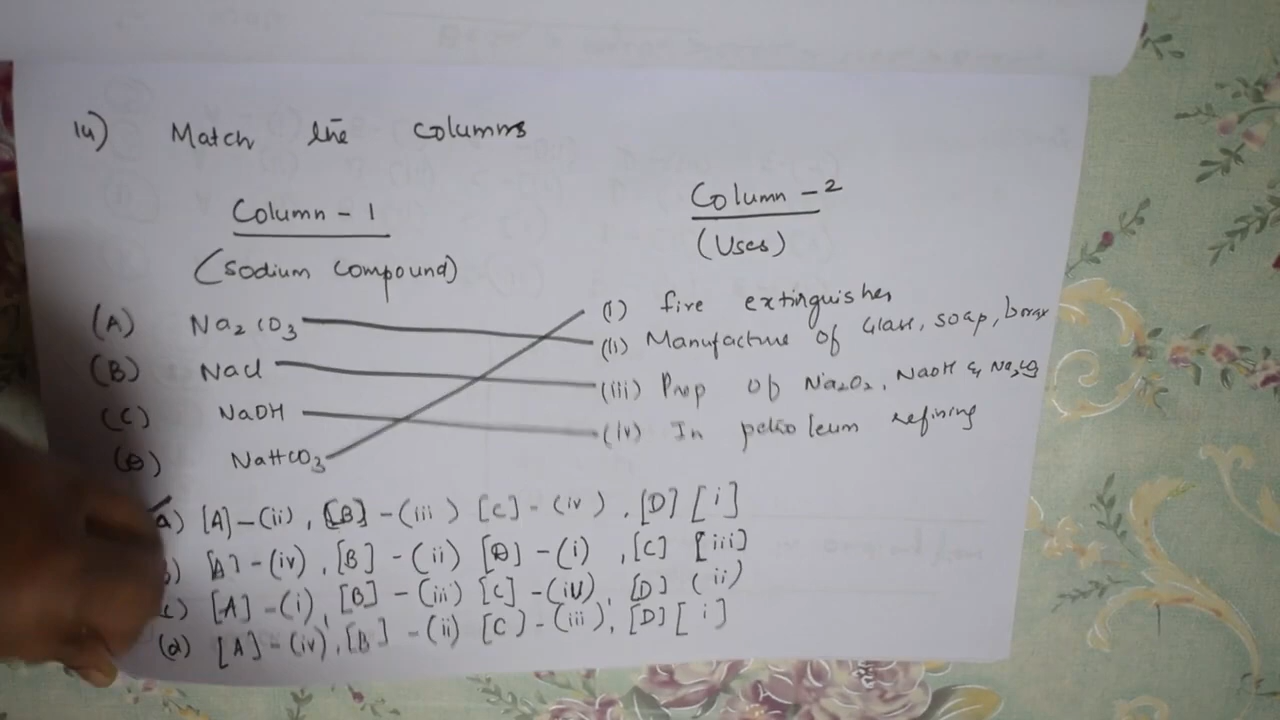 14) Match the Columns
Column - 1 Column - 2
(Sodium Compound) (Uses)
(A) Na2CO3 (i) fire extinguisher
(B) NaCl (ii) Manufacture of Glass, soap, borax
(C) NaOH (iii) Prep of Na2O2, NaOH & Na2CO3
(D) NaHCO3 (iv) In petroleum refining
a) [A]-(ii), [B]-(iii) [C]-(iv), [D][i]
b) [A]-(iv), [B]-(ii) [D]-(i), [C] [iii]
c) [A]-(i), [B]-(iii) [C]-(iv), [D] (ii)
(d) [A]-(iv), [B]-(ii) [C]-(iii), [D][i]